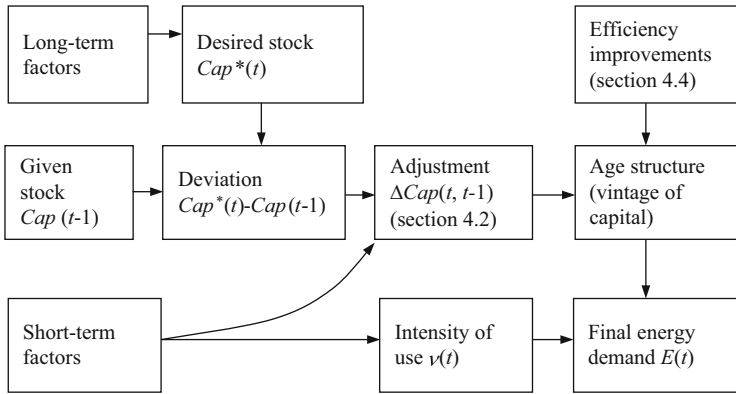 Long-term
factors
Desired stock
Cap*(t)
Efficiency
improvements
(section 4.4)
Given
stock
Cap (t-1)
Deviation
Cap*(t)-Cap(t-1)
Adjustment
ΔCap(t, t-1)
(section 4.2)
Age structure
(vintage of
capital)
Short-term
factors
Intensity of
use ν(t)
Final energy
demand E(t)